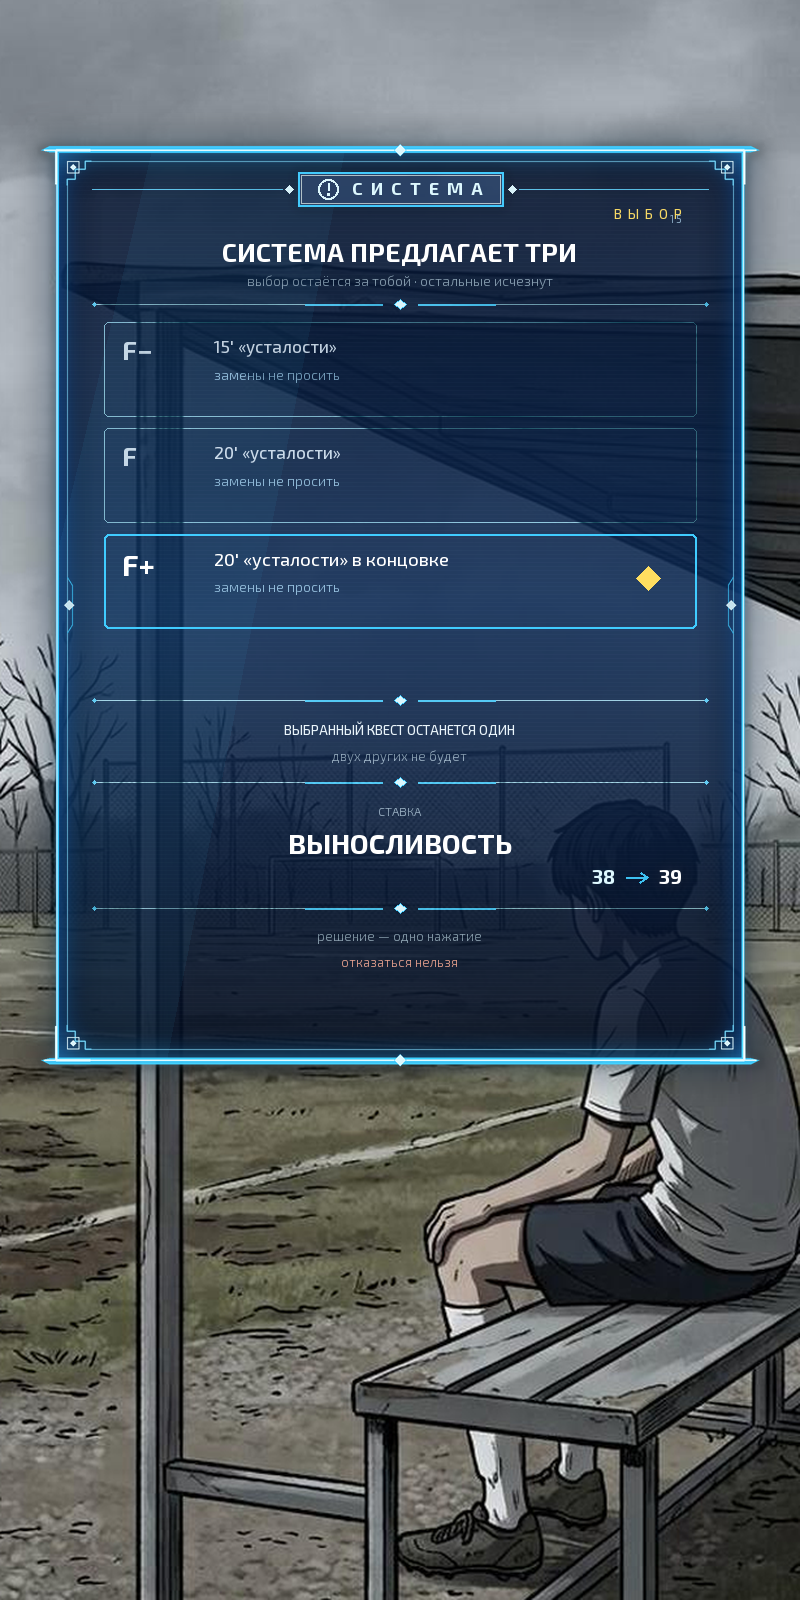 СИСТЕМА
ВЫБОР
15
СИСТЕМА ПРЕДЛАГАЕТ ТРИ
выбор остаётся за тобой · остальные исчезнут
F−
15' «усталости»
замены не просить
F
20' «усталости»
замены не просить
F+
20' «усталости» в концовке
замены не просить
ВЫБРАННЫЙ КВЕСТ ОСТАНЕТСЯ ОДИН
двух других не будет
СТАВКА
ВЫНОСЛИВОСТЬ
38 → 39
решение — одно нажатие
отказаться нельзя